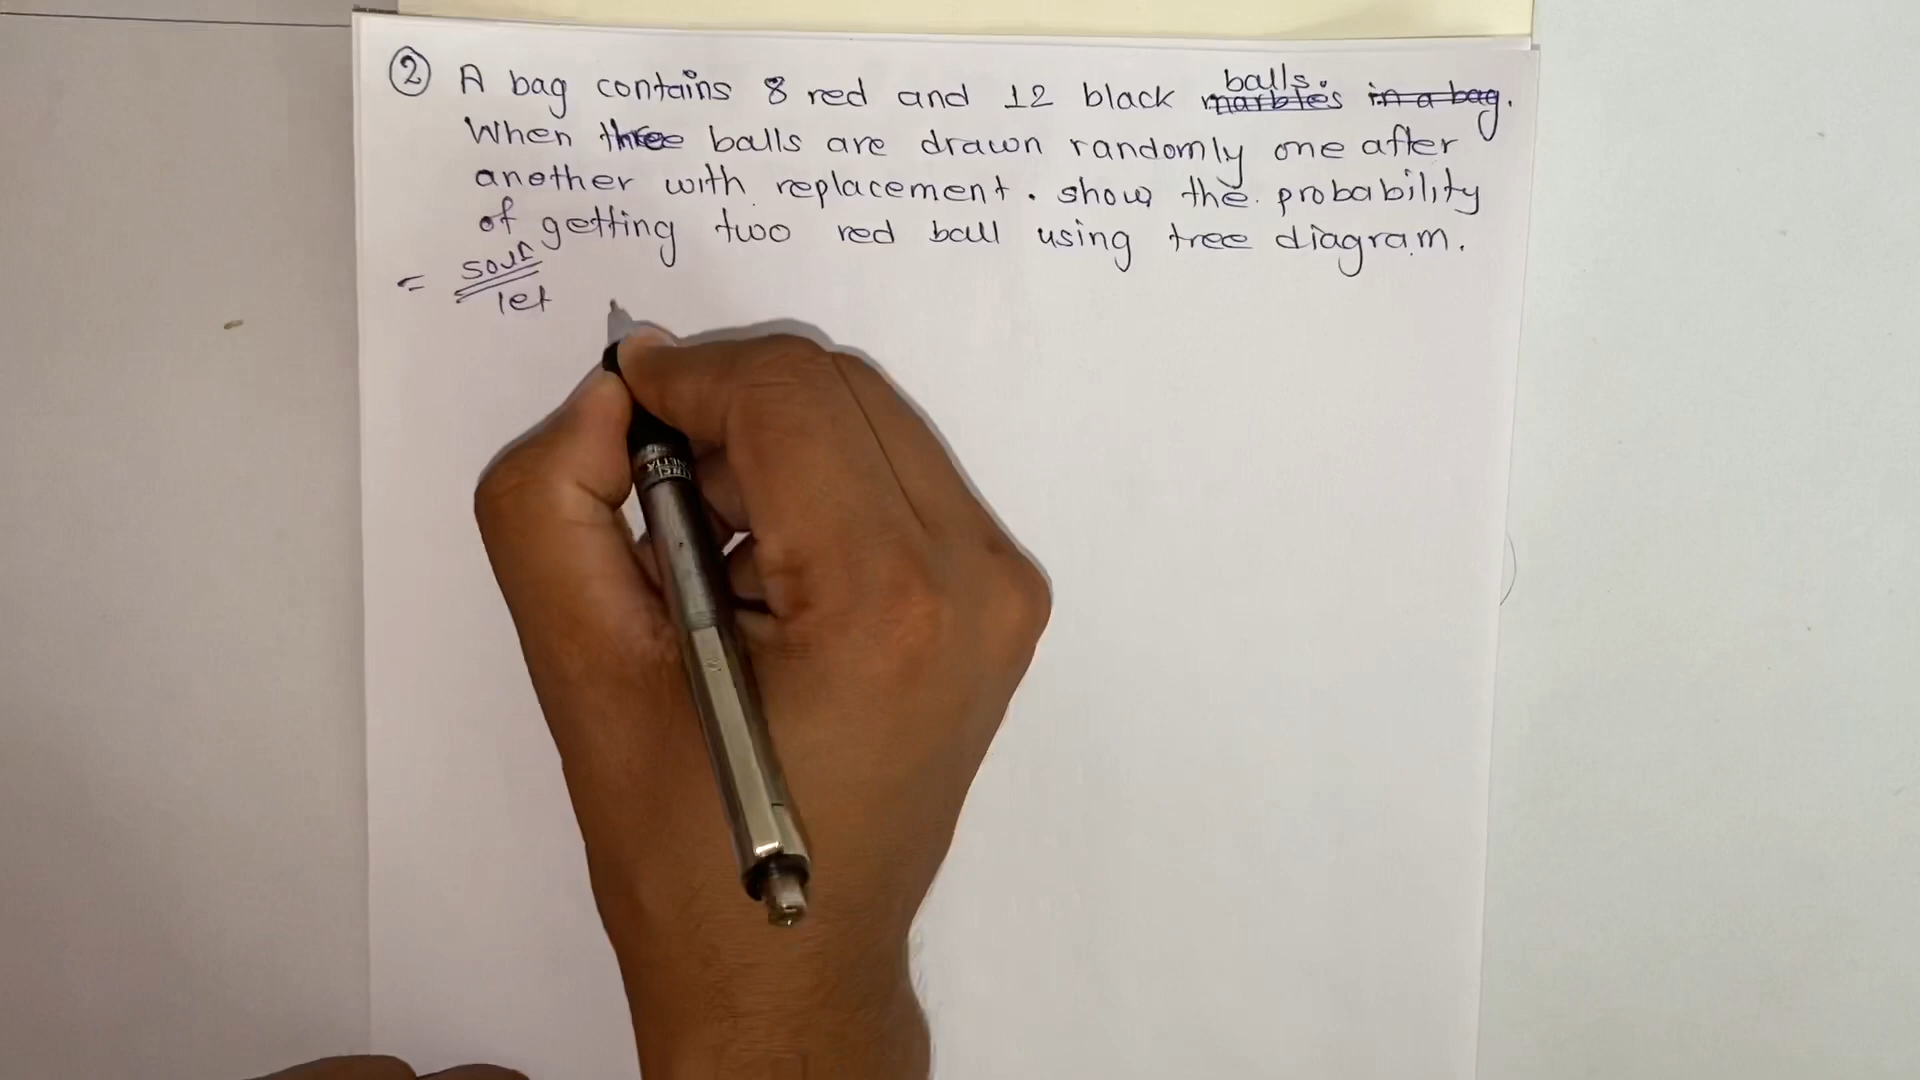 ② A bag contains 8 red and 12 black balls.
marbles in a bag.
When three balls are drawn randomly one after
another with replacement. show the probability
of getting two red ball using tree diagram.
= solⁿ
let